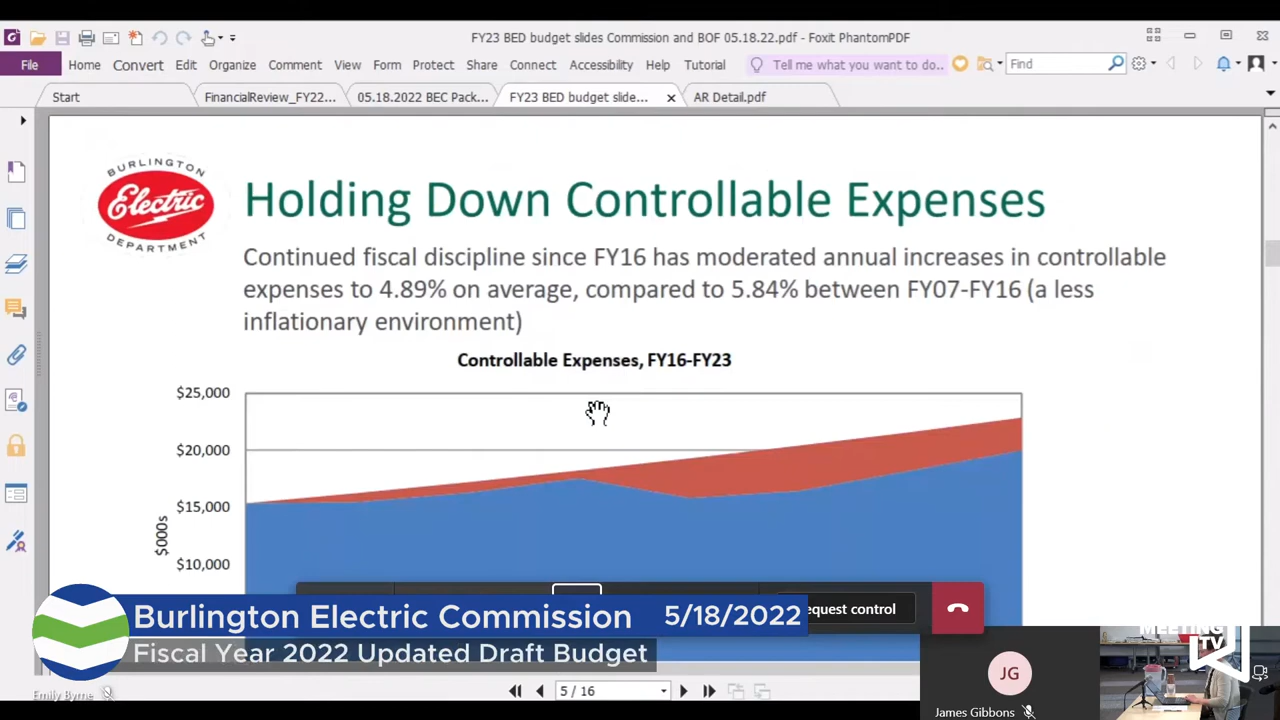 FY23 BED budget slides Commission and BOF 05.18.22.pdf - Foxit PhantomPDF
File Home Convert Edit Organize Comment View Form Protect Share Connect Accessibility Help Tutorial Tell me what you want to do.. Find
Start FinancialReview_FY22... 05.18.2022 BEC Pack... FY23 BED budget slide... AR Detail.pdf
BURLINGTON
Electric
DEPARTMENT
Holding Down Controllable Expenses
Continued fiscal discipline since FY16 has moderated annual increases in controllable
expenses to 4.89% on average, compared to 5.84% between FY07-FY16 (a less
inflationary environment)
Controllable Expenses, FY16-FY23
$25,000
$20,000
$15,000
$10,000
$000s
equest control
Burlington Electric Commission 5/18/2022
Fiscal Year 2022 Updated Draft Budget
Emily Byrne
5 / 16
JG
James Gibbons
MEETING
TV